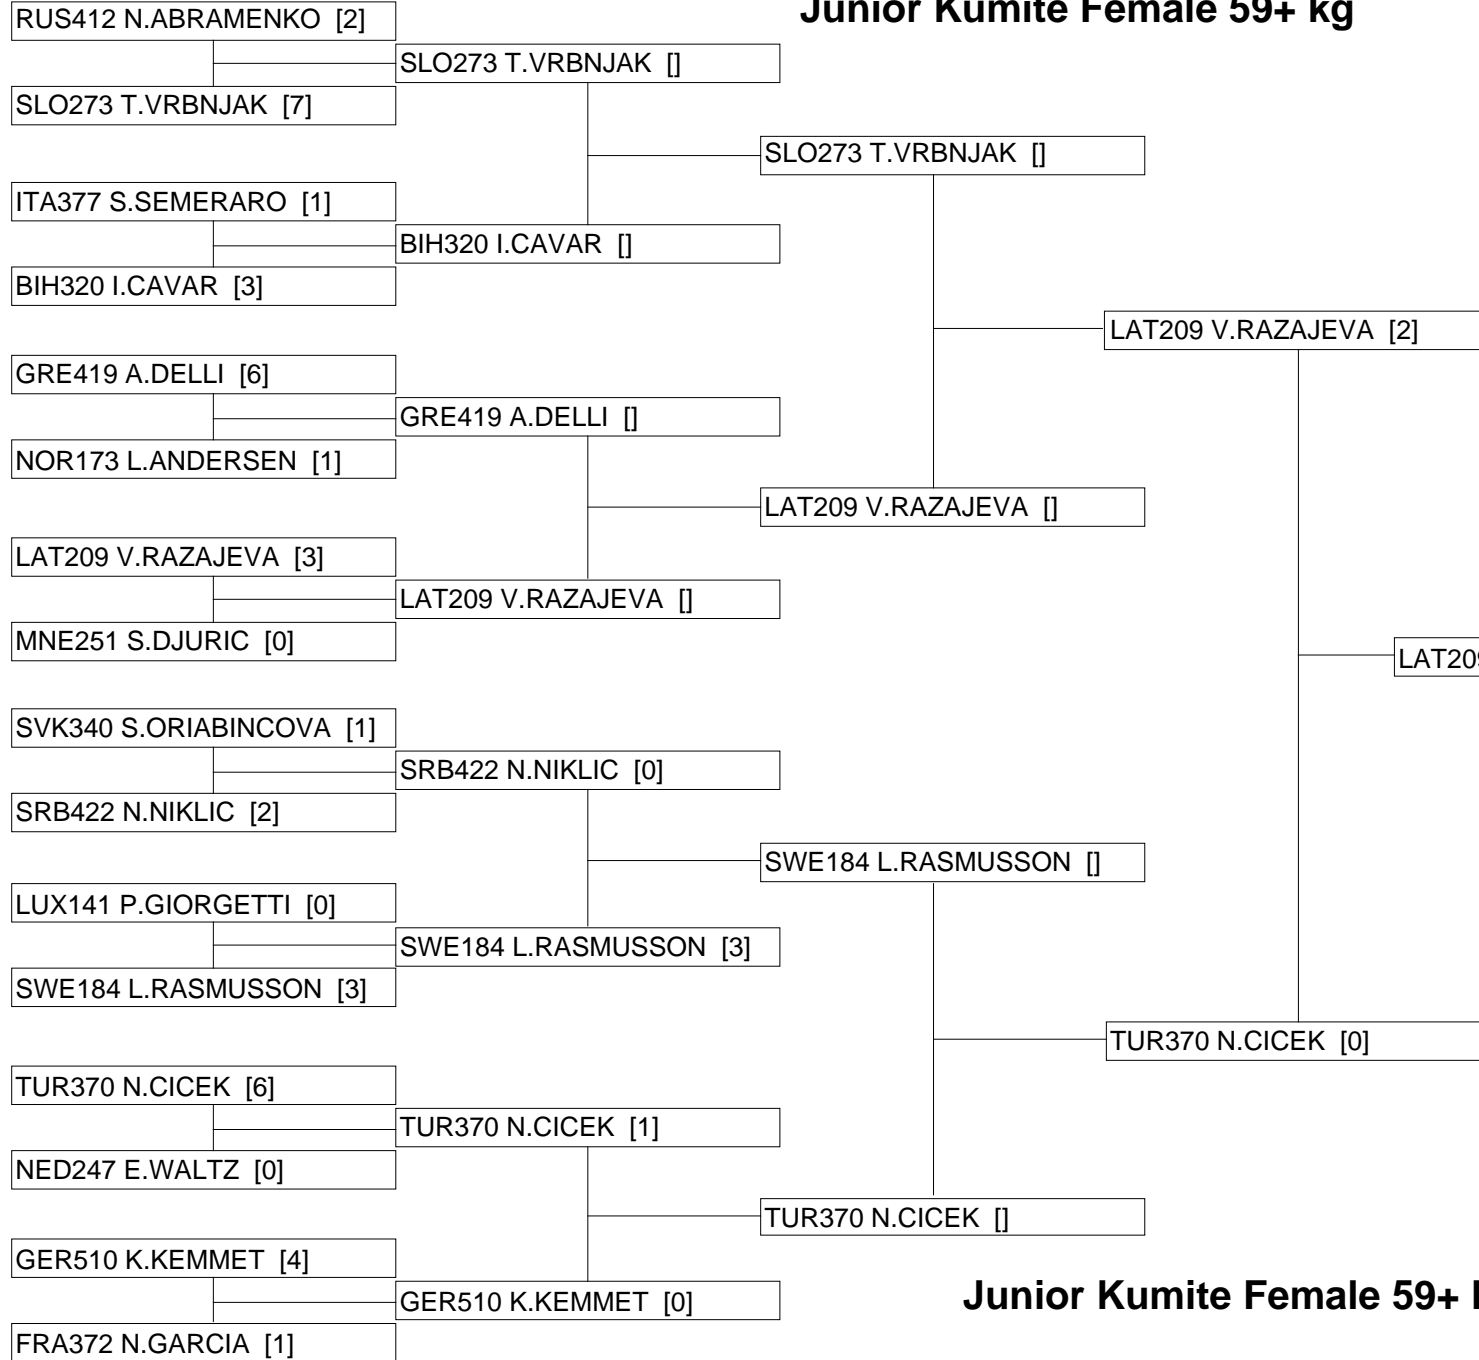 Junior Kumite Female 59+ kg
RUS412 N.ABRAMENKO [2]
SLO273 T.VRBNJAK []
SLO273 T.VRBNJAK [7]
SLO273 T.VRBNJAK []
ITA377 S.SEMERARO [1]
BIH320 I.CAVAR []
BIH320 I.CAVAR [3]
LAT209 V.RAZAJEVA [2]
GRE419 A.DELLI [6]
GRE419 A.DELLI []
NOR173 L.ANDERSEN [1]
LAT209 V.RAZAJEVA []
LAT209 V.RAZAJEVA [3]
LAT209 V.RAZAJEVA []
MNE251 S.DJURIC [0]
LAT209
SVK340 S.ORIABINCOVA [1]
SRB422 N.NIKLIC [0]
SRB422 N.NIKLIC [2]
SWE184 L.RASMUSSON []
LUX141 P.GIORGETTI [0]
SWE184 L.RASMUSSON [3]
SWE184 L.RASMUSSON [3]
TUR370 N.CICEK [0]
TUR370 N.CICEK [6]
TUR370 N.CICEK [1]
NED247 E.WALTZ [0]
TUR370 N.CICEK []
GER510 K.KEMMET [4]
GER510 K.KEMMET [0]
Junior Kumite Female 59+
FRA372 N.GARCIA [1]